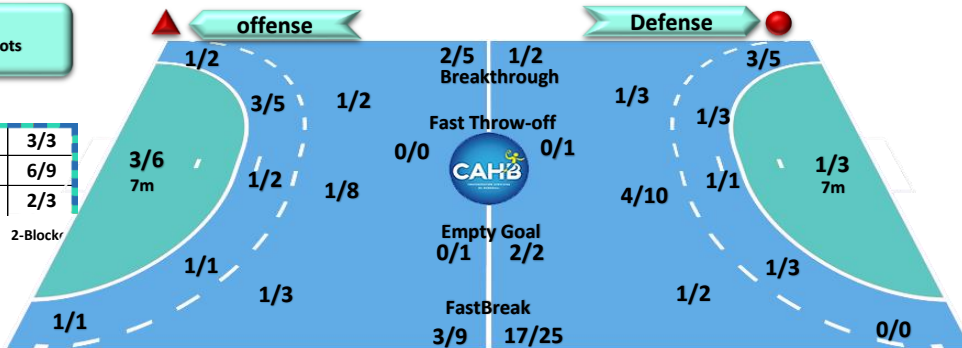 offense
Defense
ots
1/2
2/5
1/2
3/5
Breakthrough
3/5
1/2
1/3
1/3
Fast Throw-off
3/3
3/6
0/0
0/1
1/3
6/9
7m
CAHB
7m
1/2
1/8
4/10
1/1
2/3
2-Blocke
Empty Goal
0/1
2/2
1/1
1/3
1/3
1/2
FastBreak
1/1
3/9
17/25
0/0